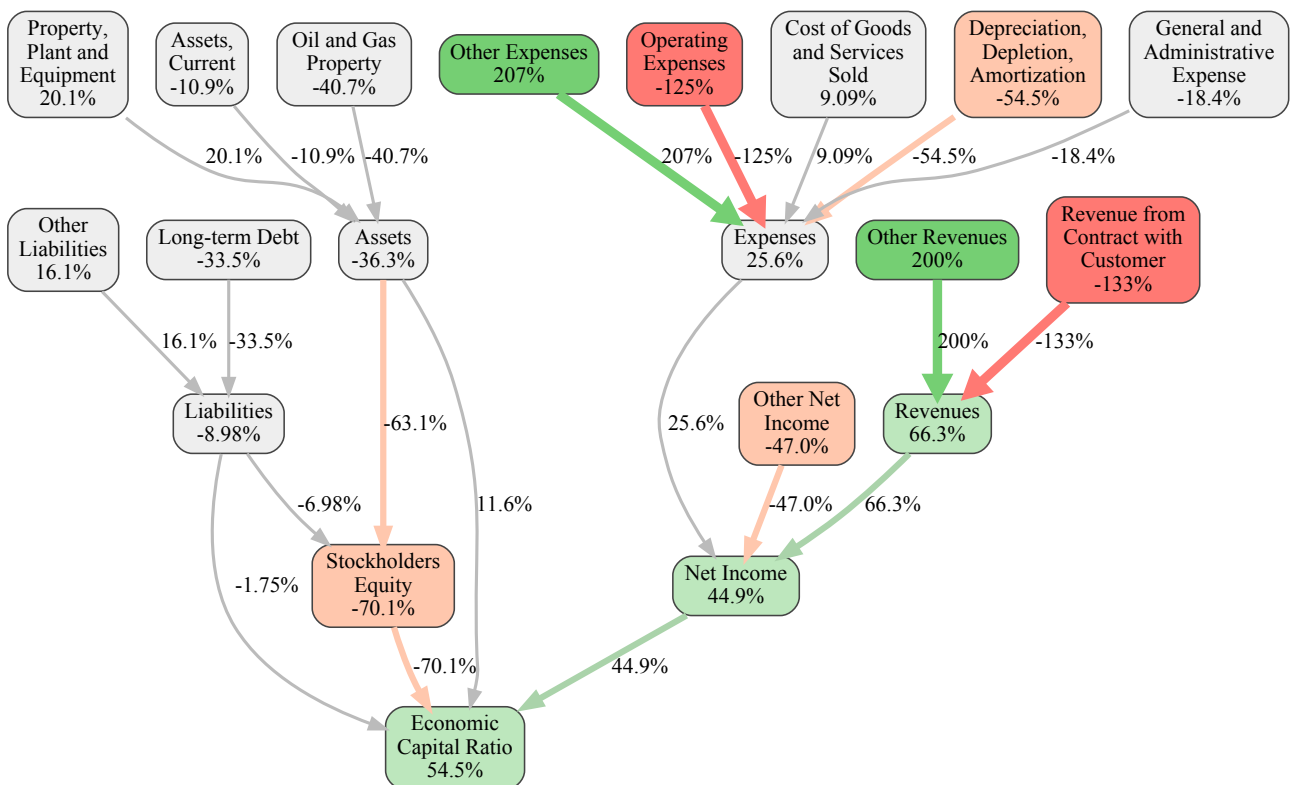 Property,
Plant and
Equipment
20.1%
Assets,
Current
-10.9%
Oil and Gas
Property
-40.7%
Other Expenses
207%
Operating
Expenses
-125%
Cost of Goods
and Services
Sold
9.09%
Depreciation,
Depletion,
Amortization
-54.5%
General and
Administrative
Expense
-18.4%
20.1%
-10.9%
-40.7%
207%
-125%
9.09%
-54.5%
-18.4%
Other
Liabilities
16.1%
Long-term Debt
-33.5%
Assets
-36.3%
Expenses
25.6%
Other Revenues
200%
Revenue from
Contract with
Customer
-133%
16.1%
-33.5%
200%
-133%
Liabilities
-8.98%
-63.1%
25.6%
Other Net
Income
-47.0%
Revenues
66.3%
-6.98%
11.6%
-47.0%
66.3%
-1.75%
Stockholders
Equity
-70.1%
Net Income
44.9%
-70.1%
44.9%
Economic
Capital Ratio
54.5%